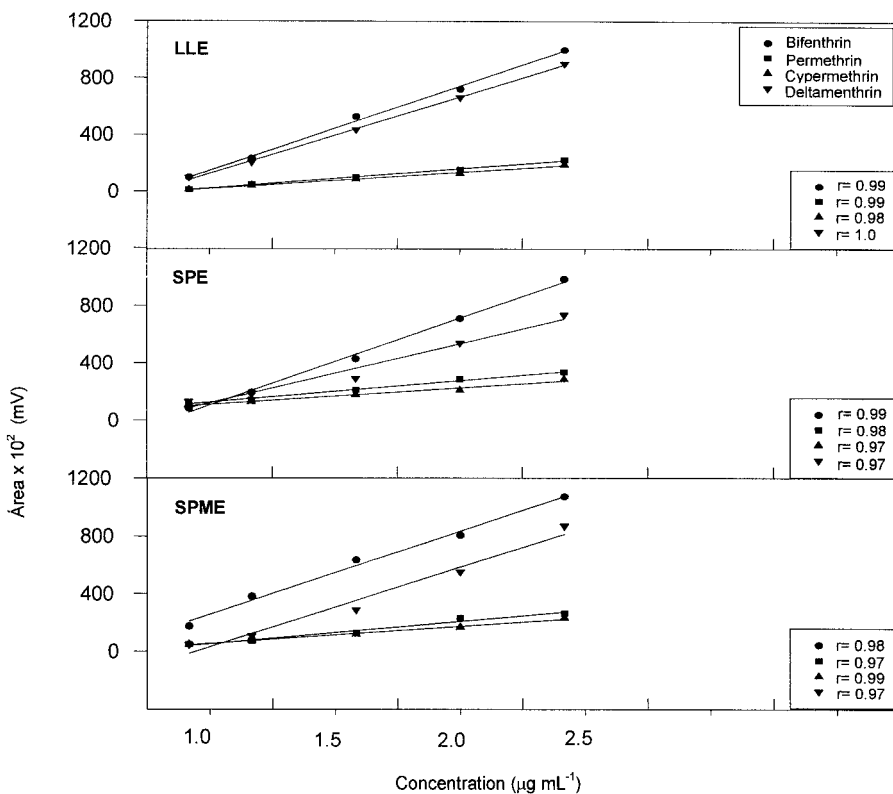 1200
LLE
800
400
0
Bifenthrin
Permethrin
Cypermethrin
Deltamenthrin
r= 0.99
r= 0.99
r= 0.98
r= 1.0
1200
SPE
800
400
0
r= 0.99
r= 0.98
r= 0.97
r= 0.97
1200
SPME
800
400
0
r= 0.98
r= 0.97
r= 0.99
r= 0.97
Área x 10² (mV)
1.0 1.5 2.0 2.5
Concentration (µg mL⁻¹)